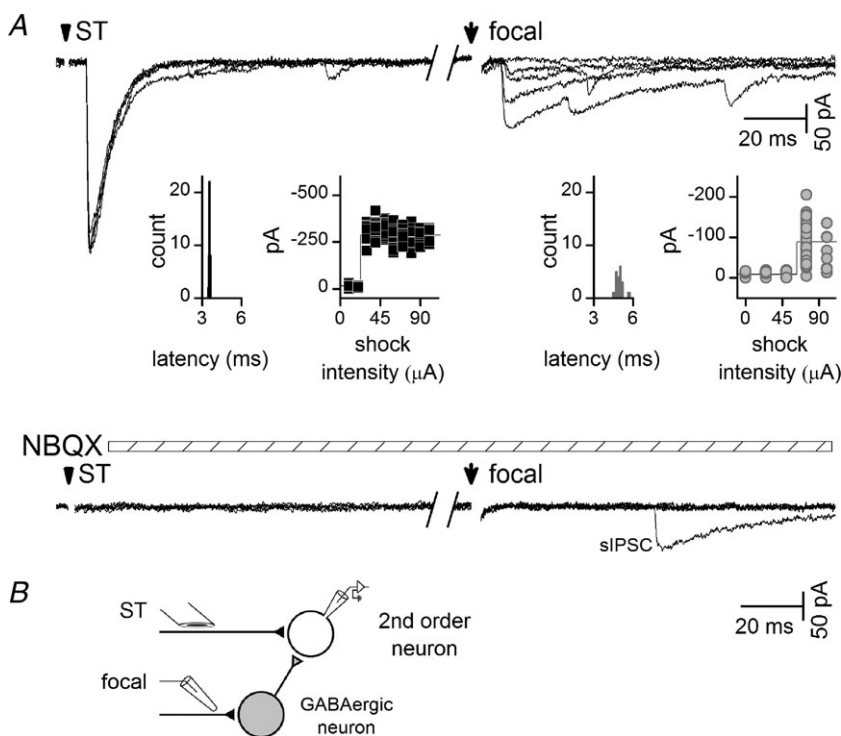 A
ST
focal
20 ms
50 pA
count
20
10
0
3 6
latency (ms)
pA
-500
-250
0
0 45 90
shock
intensity (μA)
count
20
10
0
3 6
latency (ms)
pA
-200
-100
0
0 45 90
shock
intensity (μA)
NBQX
ST
focal
sIPSC
20 ms
50 pA
B
ST
focal
2nd order
neuron
GABAergic
neuron